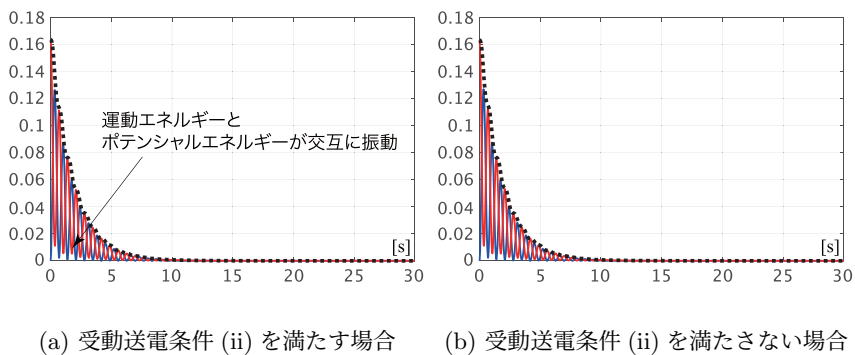 0.18
0.16
0.14
0.12
0.1
0.08
0.06
0.04
0.02
0
運動エネルギーと
ポテンシャルエネルギーが交互に振動
[s]
0 5 10 15 20 25 30
(a) 受動送電条件 (ii) を満たす場合
0.18
0.16
0.14
0.12
0.1
0.08
0.06
0.04
0.02
0
[s]
0 5 10 15 20 25 30
(b) 受動送電条件 (ii) を満たさない場合